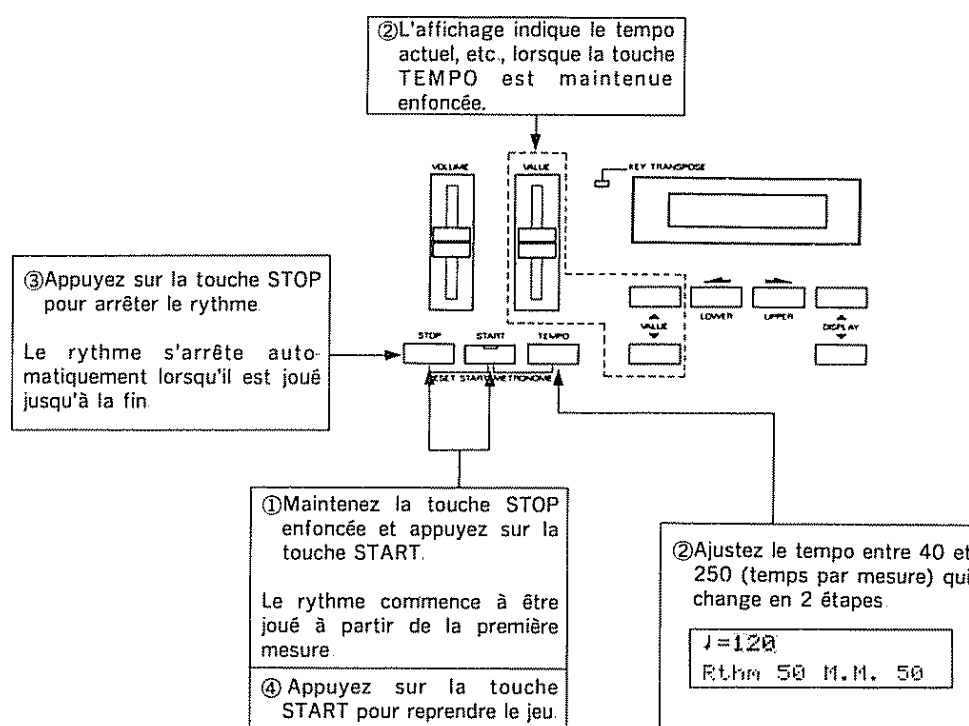 ②L'affichage indique le tempo
actuel, etc., lorsque la touche
TEMPO est maintenue
enfoncée.
VOLUME
VALUE
KEY TRANSPOSE
③Appuyez sur la touche STOP
pour arrêter le rythme.
Le rythme s'arrête auto-
matiquement lorsqu'il est joué
jusqu'à la fin.
VALUE
LOWER
UPPER
DISPLAY
STOP
START
TEMPO
RESET START
METRONOME
①Maintenez la touche STOP
enfoncée et appuyez sur la
touche START.
Le rythme commence à être
joué à partir de la première
mesure.
④ Appuyez sur la touche
START pour reprendre le jeu.
②Ajustez le tempo entre 40 et
250 (temps par mesure) qui
change en 2 étapes.
♩=120
Rthm 50 M.M. 50